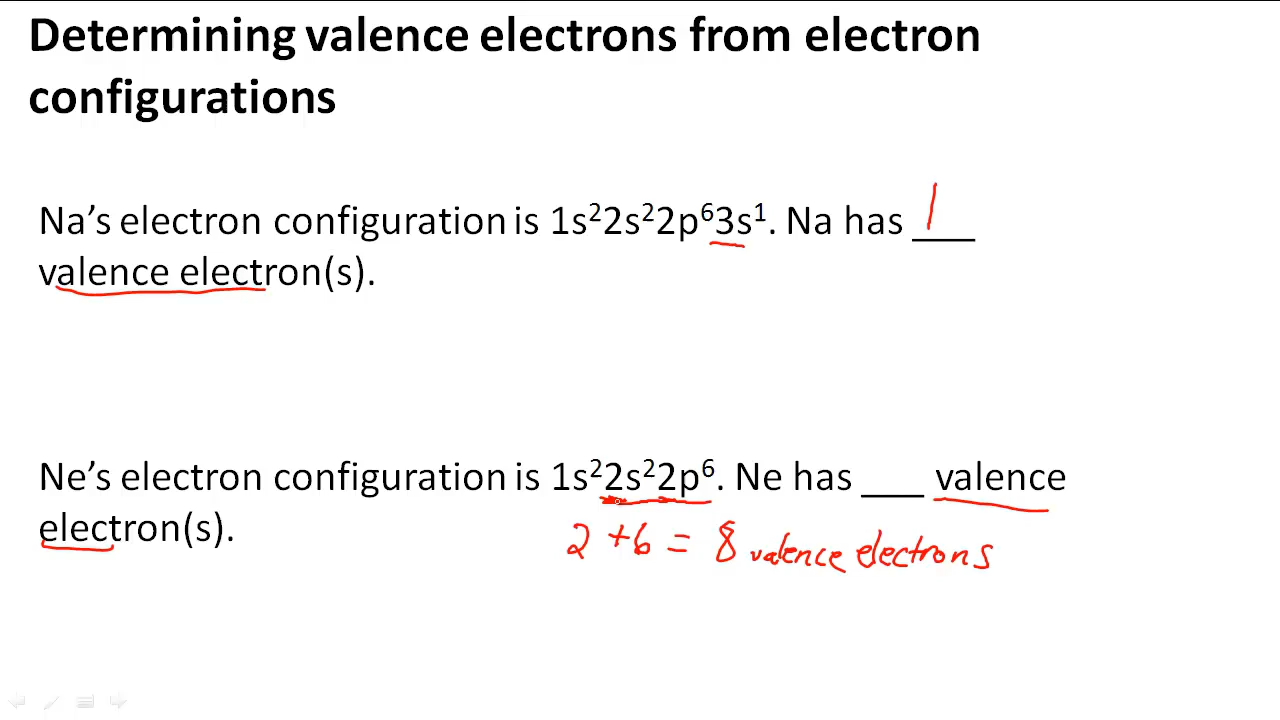 Determining valence electrons from electron
configurations
Na’s electron configuration is 1s²2s²2p⁶3s¹. Na has 1
valence electron(s).
Ne’s electron configuration is 1s²2s²2p⁶. Ne has ___ valence
electron(s).
2 + 6 = 8 valence electrons